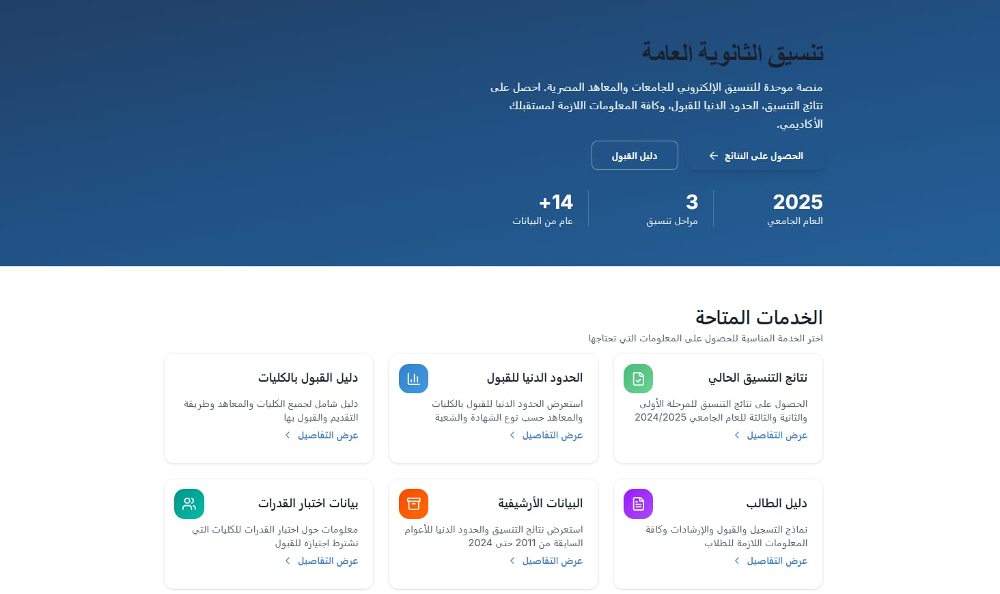 تنسيق الثانوية العامة
منصة موحدة للتنسيق الإلكتروني للجامعات والمعاهد المصرية. احصل على
نتائج التنسيق، الحدود الدنيا للقبول، وكافة المعلومات اللازمة لمستقبلك
الأكاديمي.
الحصول على النتائج
دليل القبول
2025
العام الجامعي
3
مراحل تنسيق
14+
عام من البيانات
الخدمات المتاحة
اختر الخدمة المناسبة للحصول على المعلومات التي تحتاجها
نتائج التنسيق الحالي
الحصول على نتائج التنسيق للمرحلة الأولى
والثانية والثالثة للعام الجامعي 2024/2025
عرض التفاصيل
الحدود الدنيا للقبول
استعرض الحدود الدنيا للقبول بالكليات
والمعاهد حسب نوع الشهادة والشعبة
عرض التفاصيل
دليل القبول بالكليات
دليل شامل لجميع الكليات والمعاهد وطريقة
التقديم والقبول بها
عرض التفاصيل
دليل الطالب
نماذج التسجيل والقبول والإرشادات وكافة
المعلومات اللازمة للطلاب
عرض التفاصيل
البيانات الأرشيفية
استعرض نتائج التنسيق والحدود الدنيا للأعوام
السابقة من 2011 حتى 2024
عرض التفاصيل
بيانات اختبار القدرات
معلومات حول اختبار القدرات للكليات التي
تشترط اجتيازه للقبول
عرض التفاصيل